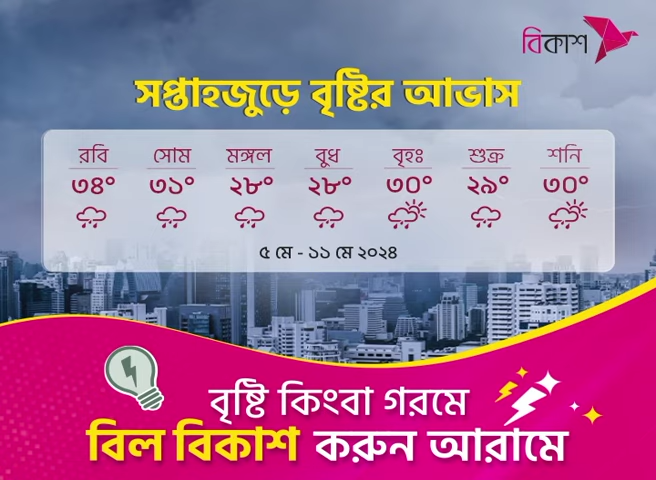 বিকাশ
সপ্তাহজুড়ে বৃষ্টির আভাস
রবি সোম মঙ্গল বুধ বৃহঃ শুক্র শনি
৩৪° ৩১° ২৮° ২৮° ৩০° ২৯° ৩০°
৫ মে - ১১ মে ২০২৪
বৃষ্টি কিংবা গরমে
বিল বিকাশ করুন আরামে